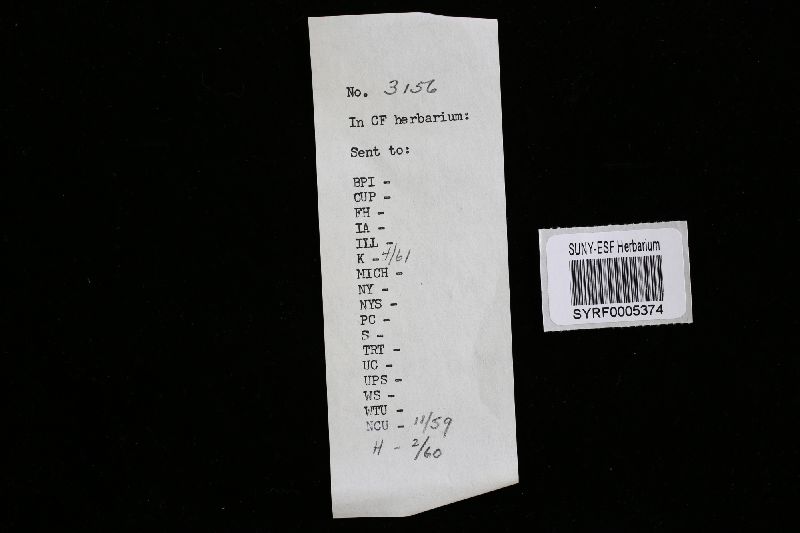 No. 3156
In CF herbarium:
Sent to:
BPI -
CUP -
FH -
IA -
ILL -
K - 4/61
MICH -
NY -
NYS -
PC -
S -
TRT -
UC -
UPS -
WS -
WTU -
NCU - 11/59
H - 2/60
SUNY-ESF Herbarium
SYRF0005374